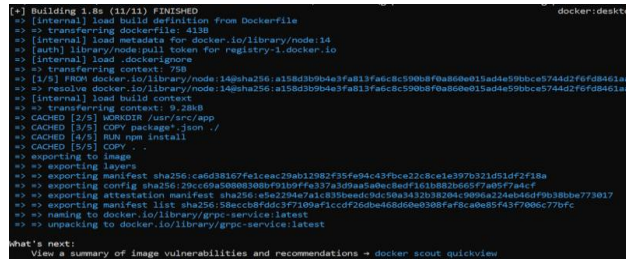 [+] Building 1.8s (11/11) FINISHED docker:deskto
=> [internal] load build definition from Dockerfile
=> => transferring dockerfile: 413B
=> [internal] load metadata for docker.io/library/node:14
=> [auth] library/node:pull token for registry-1.docker.io
=> [internal] load .dockerignore
=> => transferring context: 75B
=> [1/5] FROM docker.io/library/node:14@sha256:a158d3b9b4e3fa813fa6c8c590b8f0a860e015ad4e59bbce5744d2f6fd8461aa
=> => resolve docker.io/library/node:14@sha256:a158d3b9b4e3fa813fa6c8c590b8f0a860e015ad4e59bbce5744d2f6fd8461aa
=> [internal] load build context
=> => transferring context: 9.28kB
=> CACHED [2/5] WORKDIR /usr/src/app
=> CACHED [3/5] COPY package*.json ./
=> CACHED [4/5] RUN npm install
=> CACHED [5/5] COPY . .
=> exporting to image
=> => exporting layers
=> => exporting manifest sha256:ca6d38167fe1ceac29ab12982f35fe94c43fbce22c8ce1e397b321d51df2f18a
=> => exporting config sha256:29cc69a50808308bf91b9ffe337a3d9aa5a0ec8edf161b882b665f7a05f7a4cf
=> => exporting attestation manifest sha256:e5e2294e7a1c835beedc9dc50a3432b38204c9096a224eb46df9b38bbe773017
=> => exporting manifest list sha256:58eccb8fddc3f7109af1ccdf26dbe468d60e0308faf8ca0e85f43f7006c77bfc
=> => naming to docker.io/library/grpc-service:latest
=> => unpacking to docker.io/library/grpc-service:latest
What's next:
View a summary of image vulnerabilities and recommendations → docker scout quickview